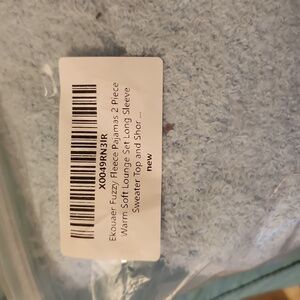 X0049RN3IR
Ekouaer Fuzzy Fleece Pajamas 2 Piece
Warm Soft Lounge Set Long Sleeve
Sweater Top and Shor ...
new